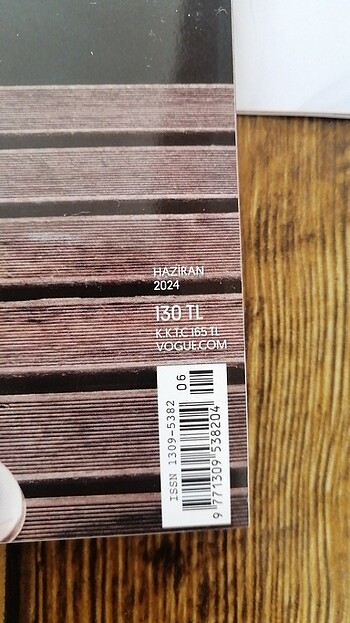 HAZİRAN
2024
130 TL
K.K.T.C 165 TL
VOGUE.COM
ISSN 1309-5382
06
9 771309 538204